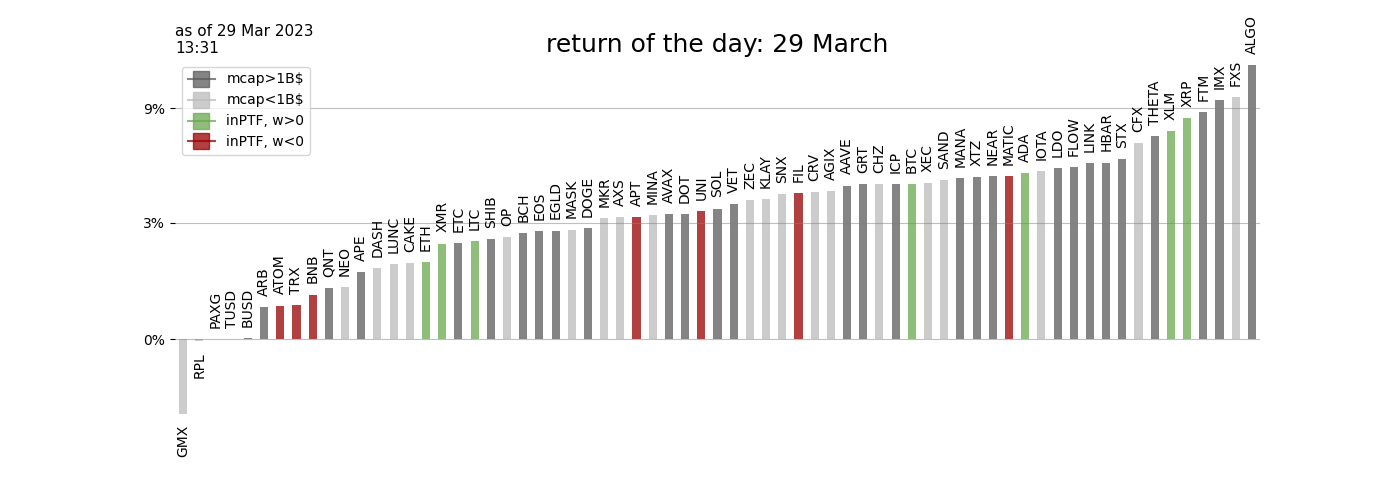 as of 29 Mar 2023
13:31
return of the day: 29 March
mcap>1B$
mcap<1B$
inPTF, w>0
inPTF, w<0
9%
3%
0%
GMX
RPL
PAXG
TUSD
BUSD
ARB
ATOM
TRX
BNB
QNT
NEO
APE
DASH
LUNC
CAKE
ETH
XMR
ETC
LTC
SHIB
OP
BCH
EOS
EGLD
MASK
DOGE
MKR
AXS
APT
MINA
AVAX
DOT
UNI
SOL
VET
ZEC
KLAY
SNX
FIL
CRV
AGIX
AAVE
GRT
CHZ
ICP
BTC
XEC
SAND
MANA
XTZ
NEAR
MATIC
ADA
IOTA
LDO
FLOW
LINK
HBAR
STX
CFX
THETA
XLM
XRP
FTM
IMX
FXS
ALGO